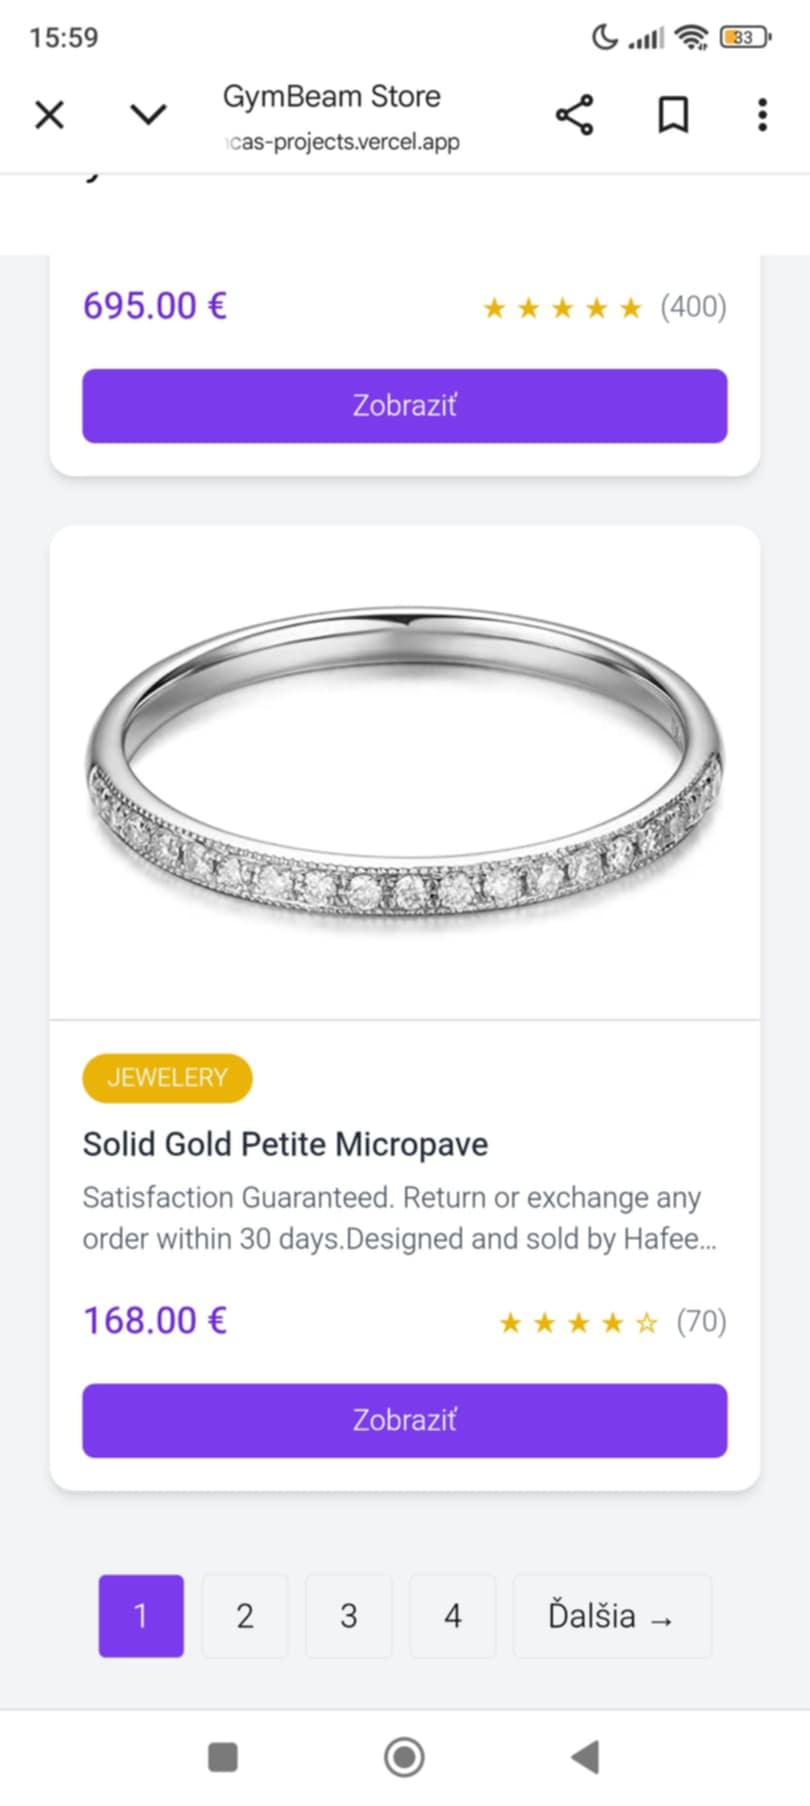 15:59
33
GymBeam Store
cas-projects.vercel.app
695.00 €
★ ★ ★ ★ ★ (400)
Zobraziť
JEWELERY
Solid Gold Petite Micropave
Satisfaction Guaranteed. Return or exchange any
order within 30 days.Designed and sold by Hafee...
168.00 €
★ ★ ★ ★ ☆ (70)
Zobraziť
1 2 3 4 Ďalšia →